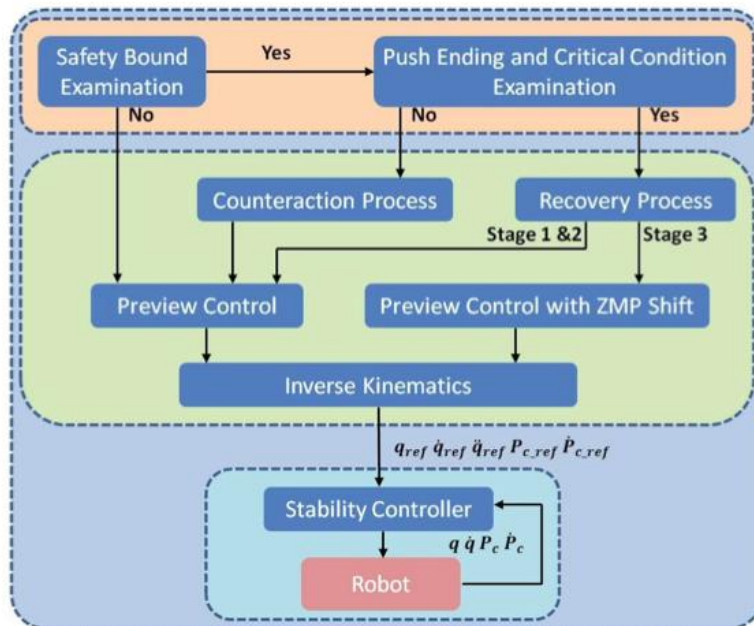 Safety Bound
Examination
Yes
Push Ending and Critical Condition
Examination
No
No
Yes
Counteraction Process
Recovery Process
Stage 1 &2
Stage 3
Preview Control
Preview Control with ZMP Shift
Inverse Kinematics
q_ref q̇_ref q̈_ref P_c_ref Ṗ_c_ref
Stability Controller
q q̇ P_c Ṗ_c
Robot